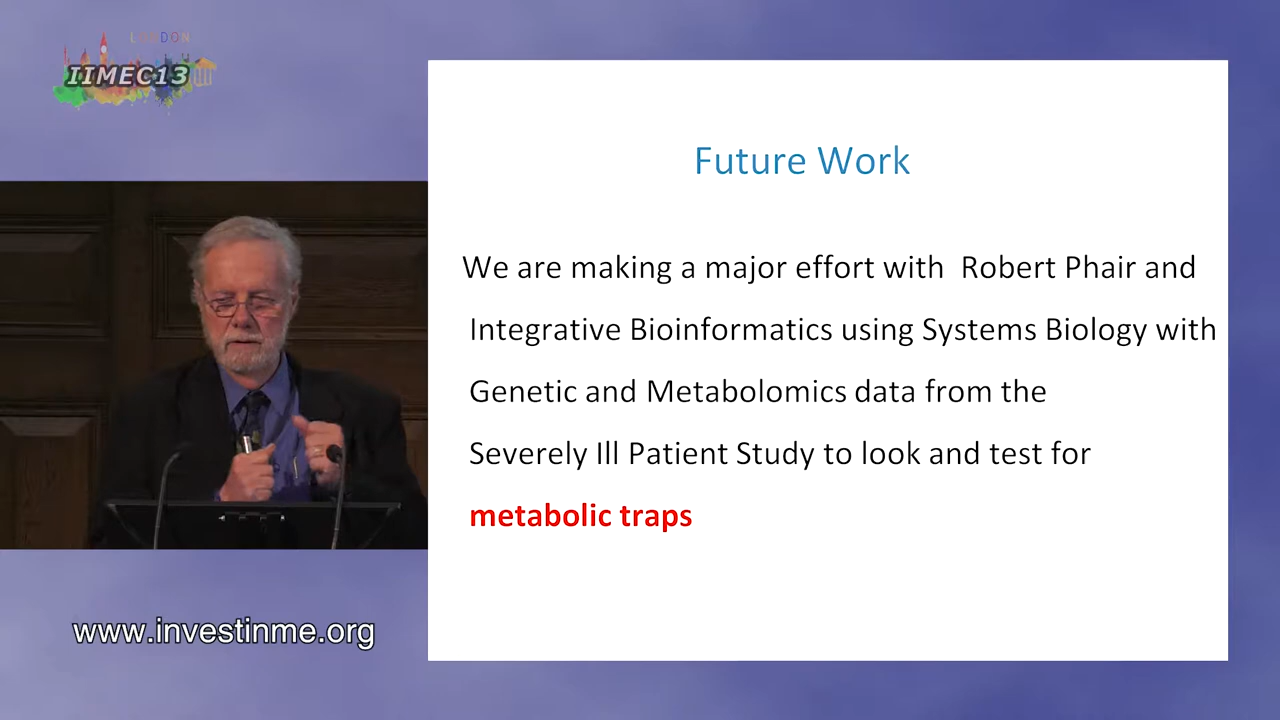 LONDON
IIMEC13
Future Work
We are making a major effort with Robert Phair and
Integrative Bioinformatics using Systems Biology with
Genetic and Metabolomics data from the
Severely Ill Patient Study to look and test for
metabolic traps
www.investinme.org